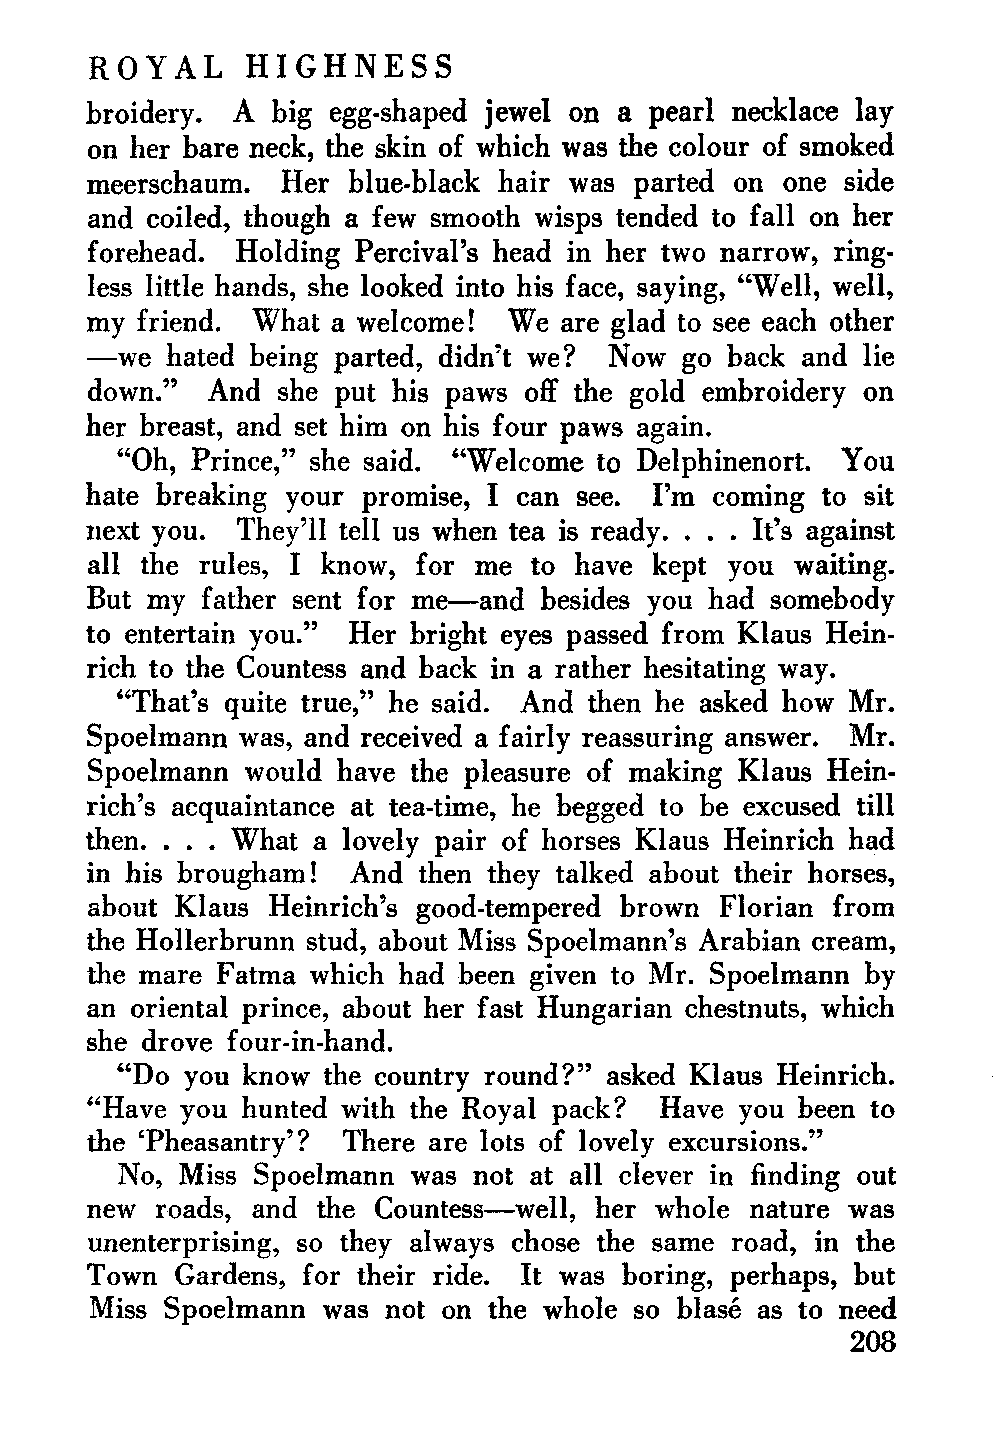 ROYAL HIGHNESS
broidery. A big egg-shaped jewel on a pearl necklace lay
on her bare neck, the skin of which was the colour of smoked
meerschaum. Her blue-black hair was parted on one side
and coiled, though a few smooth wisps tended to fall on her
forehead. Holding Percival's head in her two narrow, ring-
less little hands, she looked into his face, saying, “Well, well,
my friend. What a welcome! We are glad to see each other
—we hated being parted, didn't we? Now go back and lie
down.” And she put his paws off the gold embroidery on
her breast, and set him on his four paws again.
“Oh, Prince,” she said. “Welcome to Delphinenort. You
hate breaking your promise, I can see. I'm coming to sit
next you. They'll tell us when tea is ready. . . . It's against
all the rules, I know, for me to have kept you waiting.
But my father sent for me—and besides you had somebody
to entertain you.” Her bright eyes passed from Klaus Hein-
rich to the Countess and back in a rather hesitating way.
“That's quite true,” he said. And then he asked how Mr.
Spoelmann was, and received a fairly reassuring answer. Mr.
Spoelmann would have the pleasure of making Klaus Hein-
rich's acquaintance at tea-time, he begged to be excused till
then. . . . What a lovely pair of horses Klaus Heinrich had
in his brougham! And then they talked about their horses,
about Klaus Heinrich's good-tempered brown Florian from
the Hollerbrunn stud, about Miss Spoelmann's Arabian cream,
the mare Fatma which had been given to Mr. Spoelmann by
an oriental prince, about her fast Hungarian chestnuts, which
she drove four-in-hand.
“Do you know the country round?” asked Klaus Heinrich.
“Have you hunted with the Royal pack? Have you been to
the ‘Pheasantry’? There are lots of lovely excursions.”
No, Miss Spoelmann was not at all clever in finding out
new roads, and the Countess—well, her whole nature was
unenterprising, so they always chose the same road, in the
Town Gardens, for their ride. It was boring, perhaps, but
Miss Spoelmann was not on the whole so blasé as to need
208